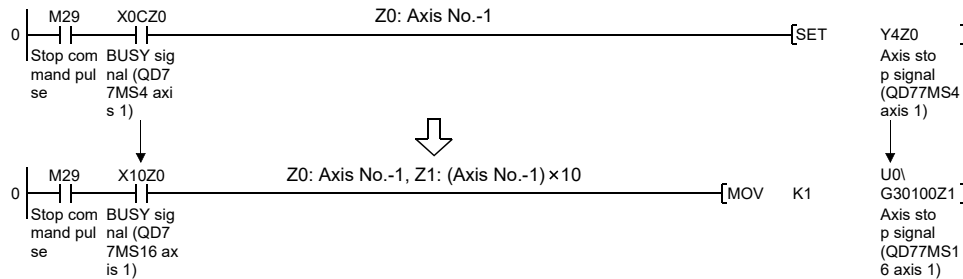 M29 X0CZ0 Z0: Axis No.-1
0 [SET Y4Z0 ]
Stop com BUSY sig Axis sto
mand pul nal (QD7 p signal
se 7MS4 axi (QD77MS4
s 1) axis 1)
M29 X10Z0 Z0: Axis No.-1, Z1: (Axis No.-1)×10 U0\
0 [MOV K1 G30100Z1 ]
Stop com BUSY sig Axis sto
mand pul nal (QD7 p signal
se 7MS16 ax (QD77MS1
is 1) 6 axis 1)